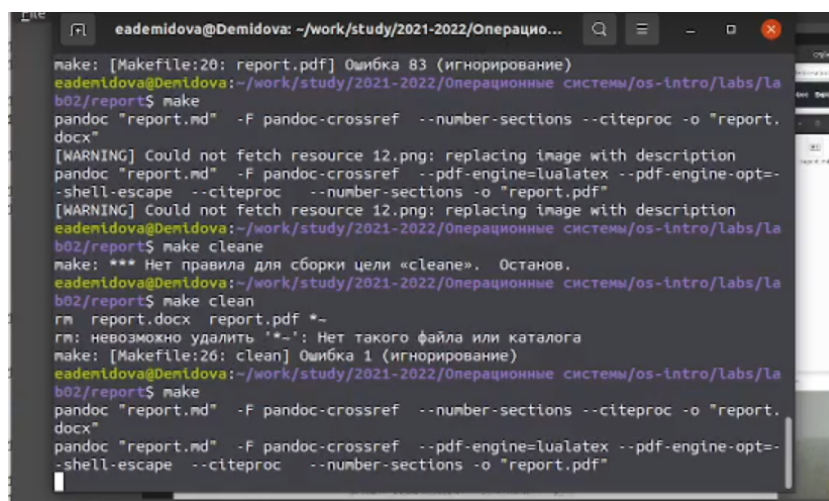 File
eademidova@Demidova: ~/work/study/2021-2022/Операцио...
make: [Makefile:20: report.pdf] Ошибка 83 (игнорирование)
eademidova@Demidova:~/work/study/2021-2022/Операционные системы/os-intro/labs/la
b02/report$ make
pandoc "report.md"  -F pandoc-crossref  --number-sections --citeproc -o "report.
docx"
[WARNING] Could not fetch resource 12.png: replacing image with description
pandoc "report.md"  -F pandoc-crossref  --pdf-engine=lualatex --pdf-engine-opt=-
-shell-escape  --citeproc   --number-sections -o "report.pdf"
[WARNING] Could not fetch resource 12.png: replacing image with description
eademidova@Demidova:~/work/study/2021-2022/Операционные системы/os-intro/labs/la
b02/report$ make cleane
make: *** Нет правила для сборки цели «cleane».  Останов.
eademidova@Demidova:~/work/study/2021-2022/Операционные системы/os-intro/labs/la
b02/report$ make clean
rm  report.docx  report.pdf *~
rm: невозможно удалить '*~': Нет такого файла или каталога
make: [Makefile:26: clean] Ошибка 1 (игнорирование)
eademidova@Demidova:~/work/study/2021-2022/Операционные системы/os-intro/labs/la
b02/report$ make
pandoc "report.md"  -F pandoc-crossref  --number-sections --citeproc -o "report.
docx"
pandoc "report.md"  -F pandoc-crossref  --pdf-engine=lualatex --pdf-engine-opt=-
-shell-escape  --citeproc   --number-sections -o "report.pdf"